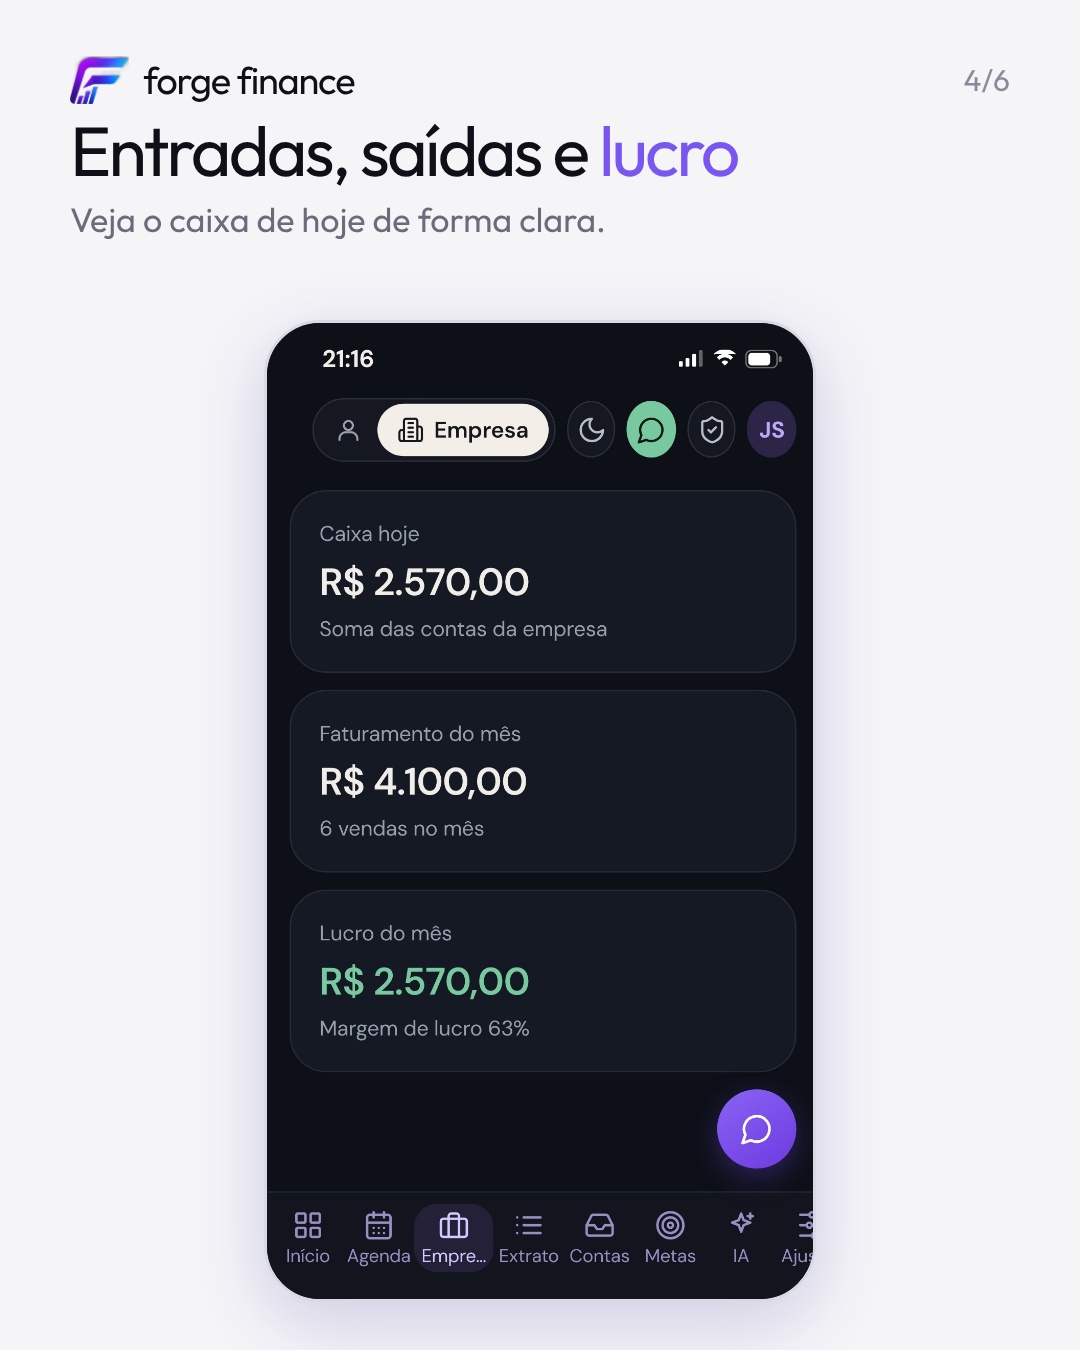 forge finance
4/6
Entradas, saídas e lucro
Veja o caixa de hoje de forma clara.
21:16
Empresa
JS
Caixa hoje
R$ 2.570,00
Soma das contas da empresa
Faturamento do mês
R$ 4.100,00
6 vendas no mês
Lucro do mês
R$ 2.570,00
Margem de lucro 63%
Início Agenda Empre... Extrato Contas Metas IA Ajus